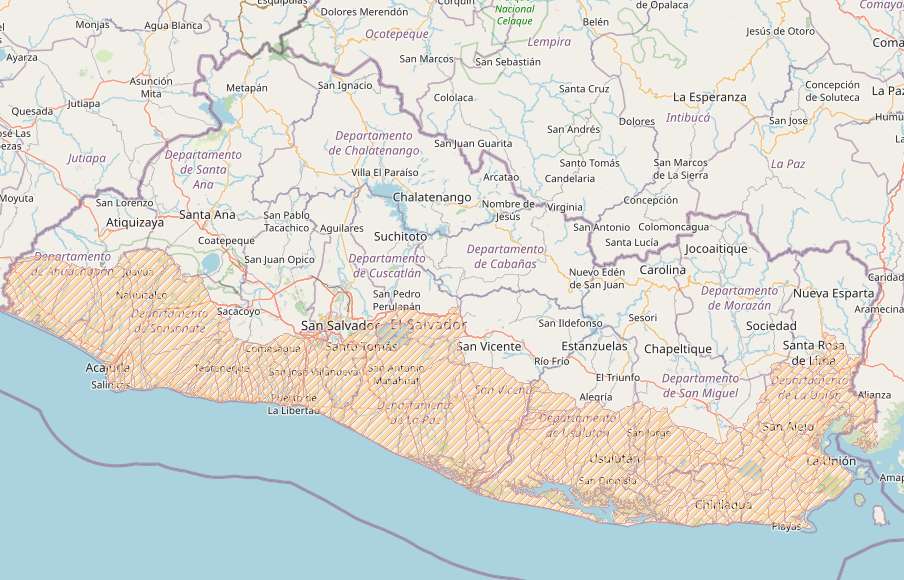 Esquipulas
Dolores Merendón
Corquín
Monjas
Agua Blanca
Parque
Nacional
Celaque
Belén
de Opalaca
Comaya
Ocotepeque
Lempira
Jesús de Otoro
Coma
Ayarza
San Marcos
San Sebastián
Asunción
Mita
Metapán
San Ignacio
Santa Cruz
Concepción
de Soluteca
La Paz
Cololaca
La Esperanza
Quesada
Jutiapa
Intibucá
Humu
José Las
ezas
San Andrés
Dolores
San Jose
Departamento
de Chalatenango
San Juan Guarita
Jutiapa
Departamento
de Santa
Ana
Santo Tomás
San Marcos
De La Sierra
La Paz
Villa El Paraíso
Arcatao
Candelaria
Moyuta
San Lorenzo
Chalatenango
Nombre de
Jesús
Virginia
Concepción
Atiquizaya
Santa Ana
San Pablo
Tacachico
Aguilares
San Antonio
Colomoncagua
Suchitoto
Santa Lucía
Coatepeque
Jocoaitique
Departamento
de Ahuachapán
San Juan Opico
Departamento
de Cuscatlán
Departamento
de Cabañas
Juayúa
Nuevo Edén
de San Juan
Carolina
Caridad
Nahuizalco
San Pedro
Perulapán
Departamento
de Morazán
Nueva Esparta
Departamento
de Sonsonate
Sacacoyo
Aramecina
San Salvador
El Salvador
San Ildefonso
Sesori
Sociedad
Comasagua
Santo Tomás
San Vicente
Estanzuelas
Chapeltique
Santa Rosa
de Lima
Acajutla
Teotepeque
San José Villanueva
San Antonio
Masahuat
Río Frío
Salinitas
El Triunfo
Departamento
de San Miguel
Departamento
de La Unión
Puerto de
La Libertad
San Vicente
Alegría
Alianza
Departamento
de La Paz
Departamento
de Usulután
San Jorge
San Alejo
Usulután
La Unión
San Dionisio
Amap
Chirilagua
Playas